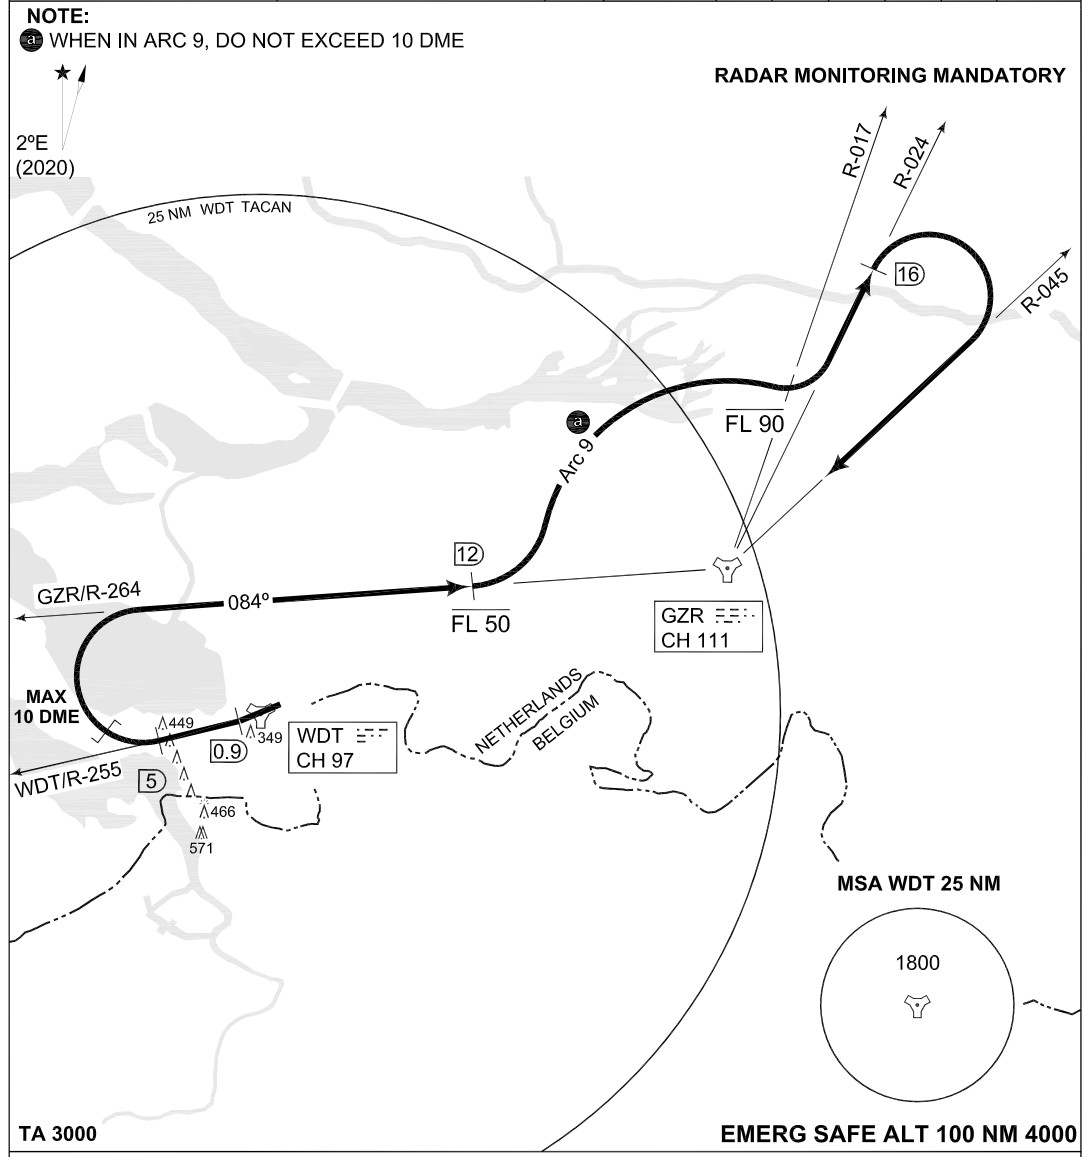 NOTE:
a WHEN IN ARC 9, DO NOT EXCEED 10 DME
RADAR MONITORING MANDATORY
2ºE
(2020)
R-017
R-024
25 NM WDT TACAN
16
R-045
a
FL 90
Arc 9
12
GZR/R-264
084º
FL 50
GZR
CH 111
MAX
10 DME
449
349
0.9
WDT
CH 97
NETHERLANDS
BELGIUM
WDT/R-255
5
466
571
MSA WDT 25 NM
1800
TA 3000
EMERG SAFE ALT 100 NM 4000